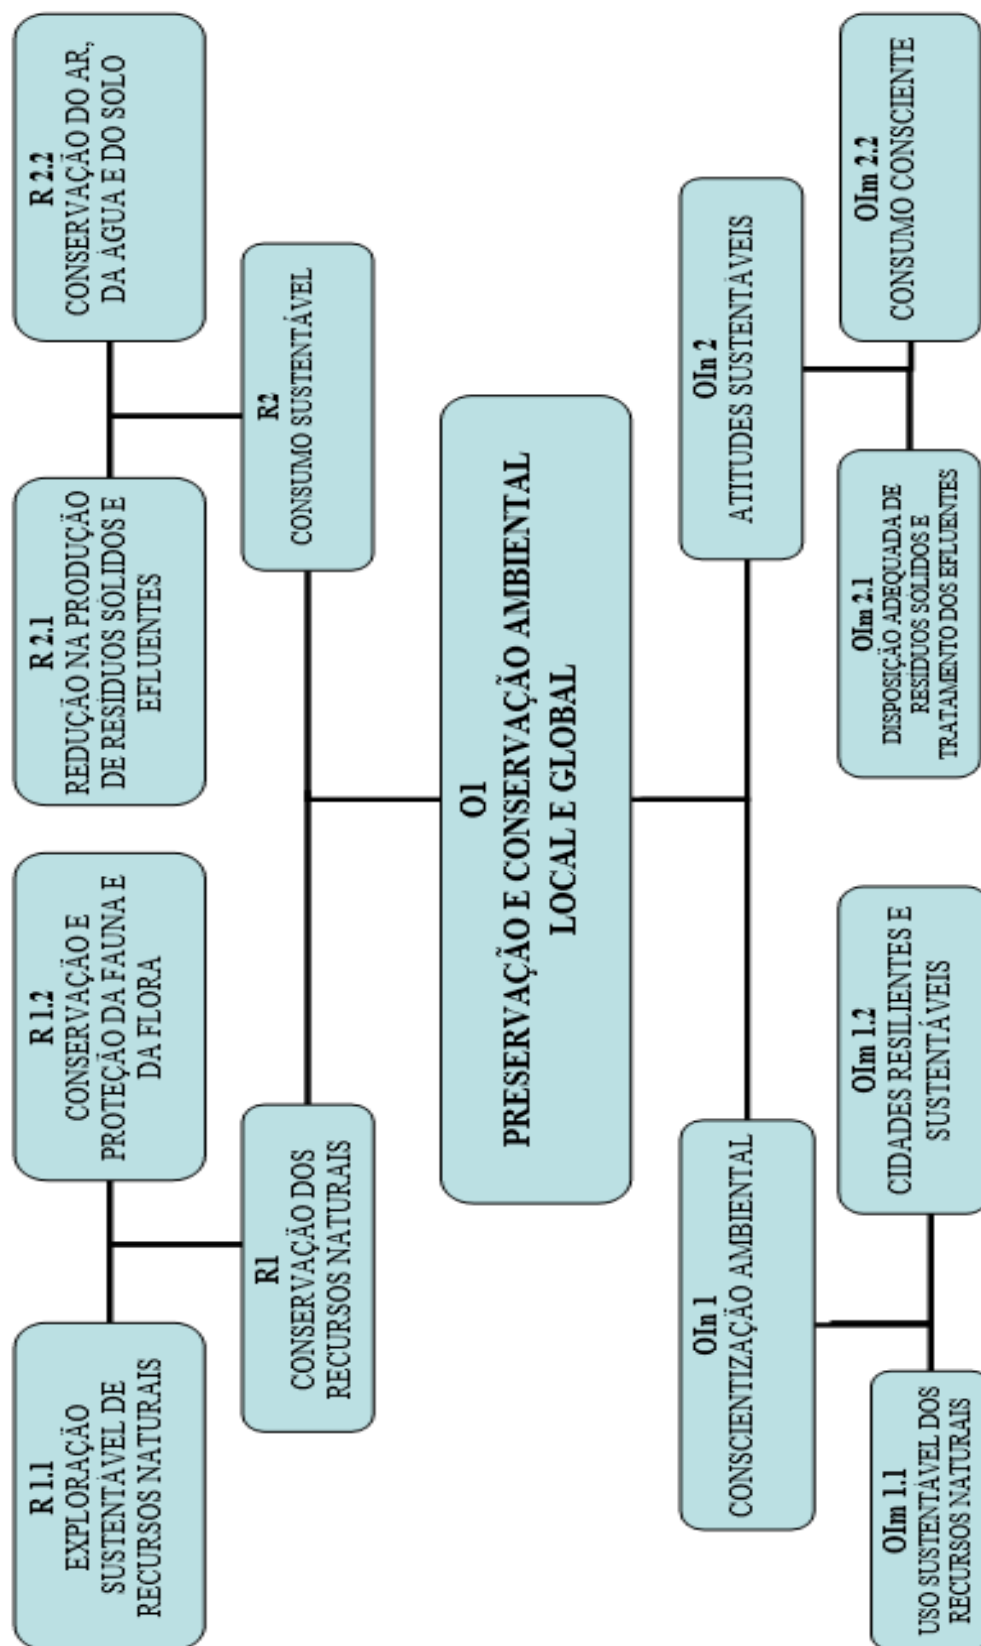 R 1.1
EXPLORAÇÃO
SUSTENTÁVEL DE
RECURSOS NATURAIS
R 1.2
CONSERVAÇÃO E
PROTEÇÃO DA FAUNA E
DA FLORA
R 2.1
REDUÇÃO NA PRODUÇÃO
DE RESÍDUOS SÓLIDOS E
EFLUENTES
R 2.2
CONSERVAÇÃO DO AR,
DA ÁGUA E DO SOLO
R1
CONSERVAÇÃO DOS
RECURSOS NATURAIS
R2
CONSUMO SUSTENTÁVEL
O1
PRESERVAÇÃO E CONSERVAÇÃO AMBIENTAL
LOCAL E GLOBAL
OIn 1
CONSCIENTIZAÇÃO AMBIENTAL
OIn 2
ATITUDES SUSTENTÁVEIS
OIm 1.1
USO SUSTENTÁVEL DOS
RECURSOS NATURAIS
OIm 1.2
CIDADES RESILIENTES E
SUSTENTÁVEIS
OIm 2.1
DISPOSIÇÃO ADEQUADA DE
RESÍDUOS SÓLIDOS E
TRATAMENTO DOS EFLUENTES
OIm 2.2
CONSUMO CONSCIENTE